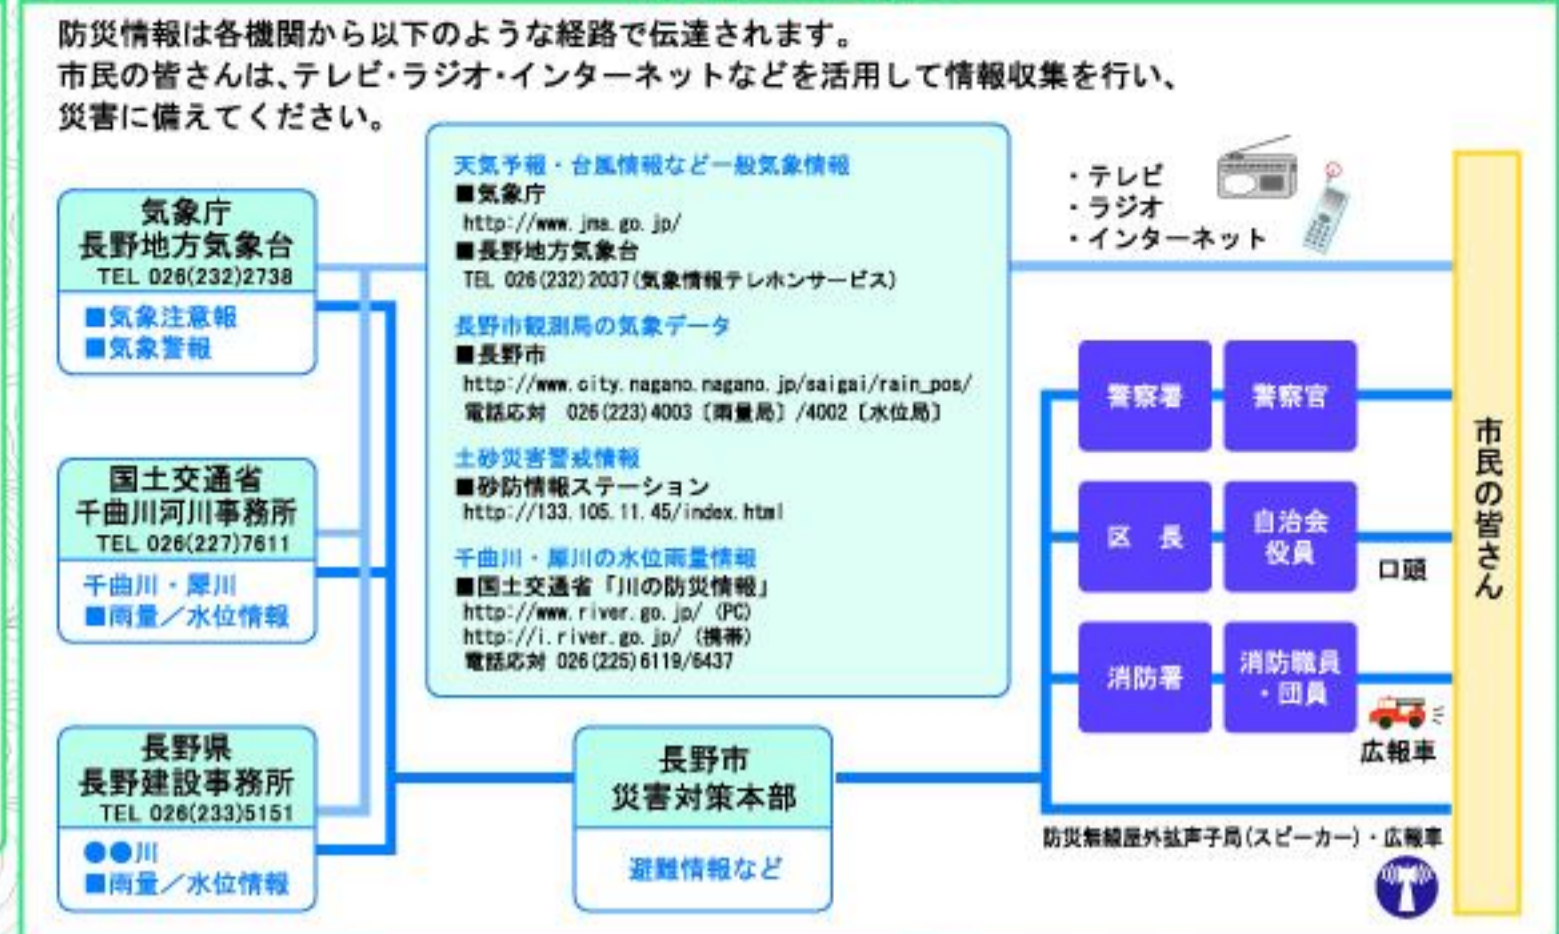 防災情報は各機関から以下のような経路で伝達されます。
市民の皆さんは、テレビ・ラジオ・インターネットなどを活用して情報収集を行い、
災害に備えてください。
気象庁
長野地方気象台
TEL 026(232)2738
■気象注意報
■気象警報
国土交通省
千曲川河川事務所
TEL 026(227)7611
千曲川・犀川
■雨量／水位情報
長野県
長野建設事務所
TEL 026(233)5151
●●川
■雨量／水位情報
天気予報・台風情報など一般気象情報
■気象庁
http://www.jma.go.jp/
■長野地方気象台
TEL 026(232)2037(気象情報テレホンサービス)
長野市観測局の気象データ
■長野市
http://www.city.nagano.nagano.jp/saigai/rain_pos/
電話応対　026(223)4003〔雨量局〕/4002〔水位局〕
土砂災害警戒情報
■砂防情報ステーション
http://133.105.11.45/index.html
千曲川・犀川の水位雨量情報
■国土交通省「川の防災情報」
http://www.river.go.jp/ (PC)
http://i.river.go.jp/ (携帯)
電話応対 026(225)6119/6437
長野市
災害対策本部
避難情報など
・テレビ
・ラジオ
・インターネット
警察署
警察官
区　長
自治会
役員
口頭
消防署
消防職員
・団員
広報車
防災無線屋外拡声子局(スピーカー)・広報車
市民の皆さん